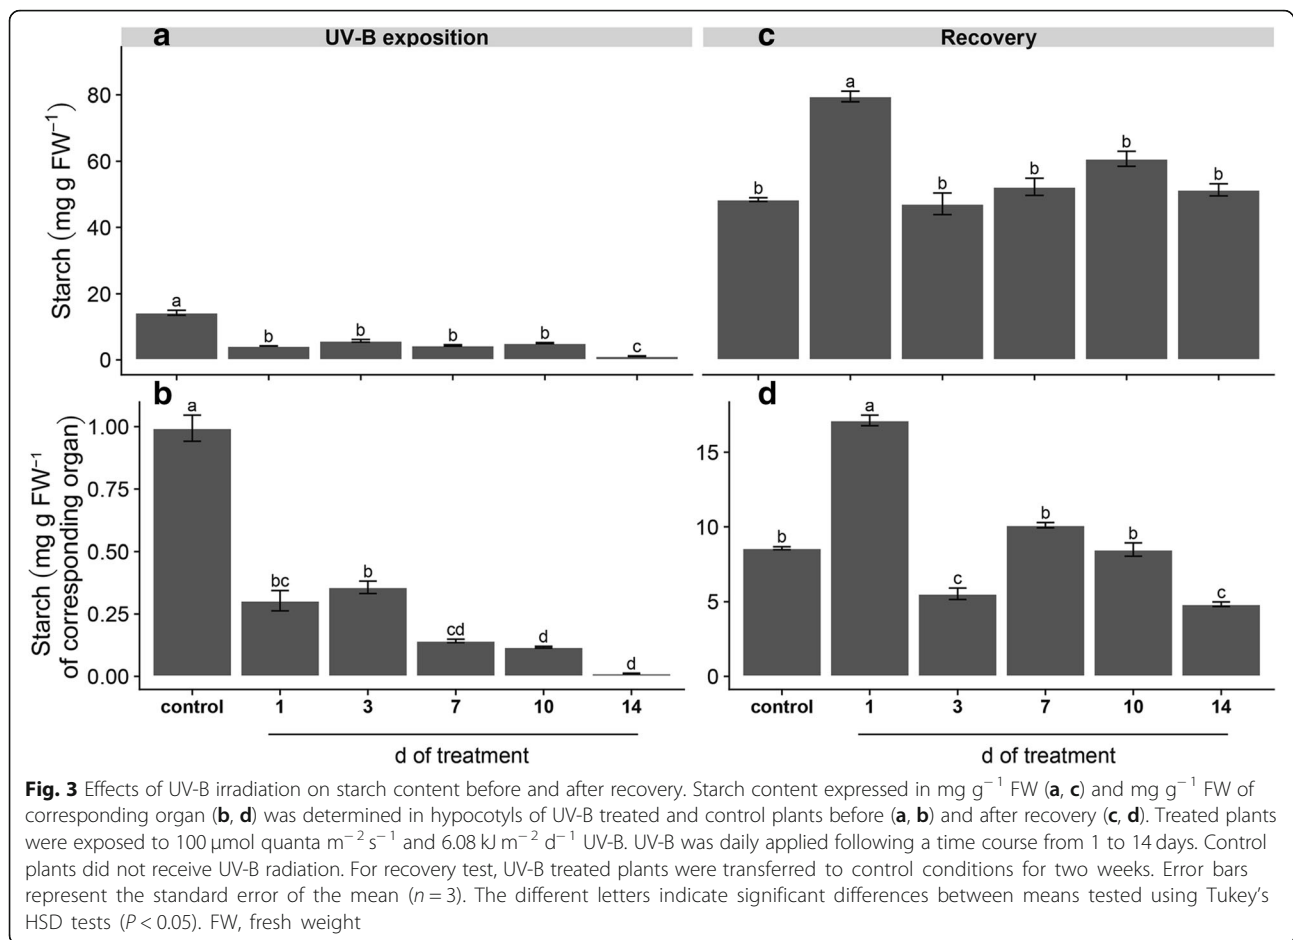 a UV-B exposition
c Recovery
Starch (mg g FW⁻¹)
80
60
40
20
0
a
b
b
b
b
c
b
a
b
b
b
b
b
d
Starch (mg g FW⁻¹
of corresponding organ)
1.00
0.75
0.50
0.25
0.00
a
bc
b
cd
d
d
15
10
5
0
b
a
c
b
b
c
control 1 3 7 10 14
control 1 3 7 10 14
d of treatment
d of treatment
Fig. 3 Effects of UV-B irradiation on starch content before and after recovery. Starch content expressed in mg g⁻¹ FW (a, c) and mg g⁻¹ FW of
corresponding organ (b, d) was determined in hypocotyls of UV-B treated and control plants before (a, b) and after recovery (c, d). Treated plants
were exposed to 100 μmol quanta m⁻² s⁻¹ and 6.08 kJ m⁻² d⁻¹ UV-B. UV-B was daily applied following a time course from 1 to 14 days. Control
plants did not receive UV-B radiation. For recovery test, UV-B treated plants were transferred to control conditions for two weeks. Error bars
represent the standard error of the mean (n = 3). The different letters indicate significant differences between means tested using Tukey's
HSD tests (P < 0.05). FW, fresh weight